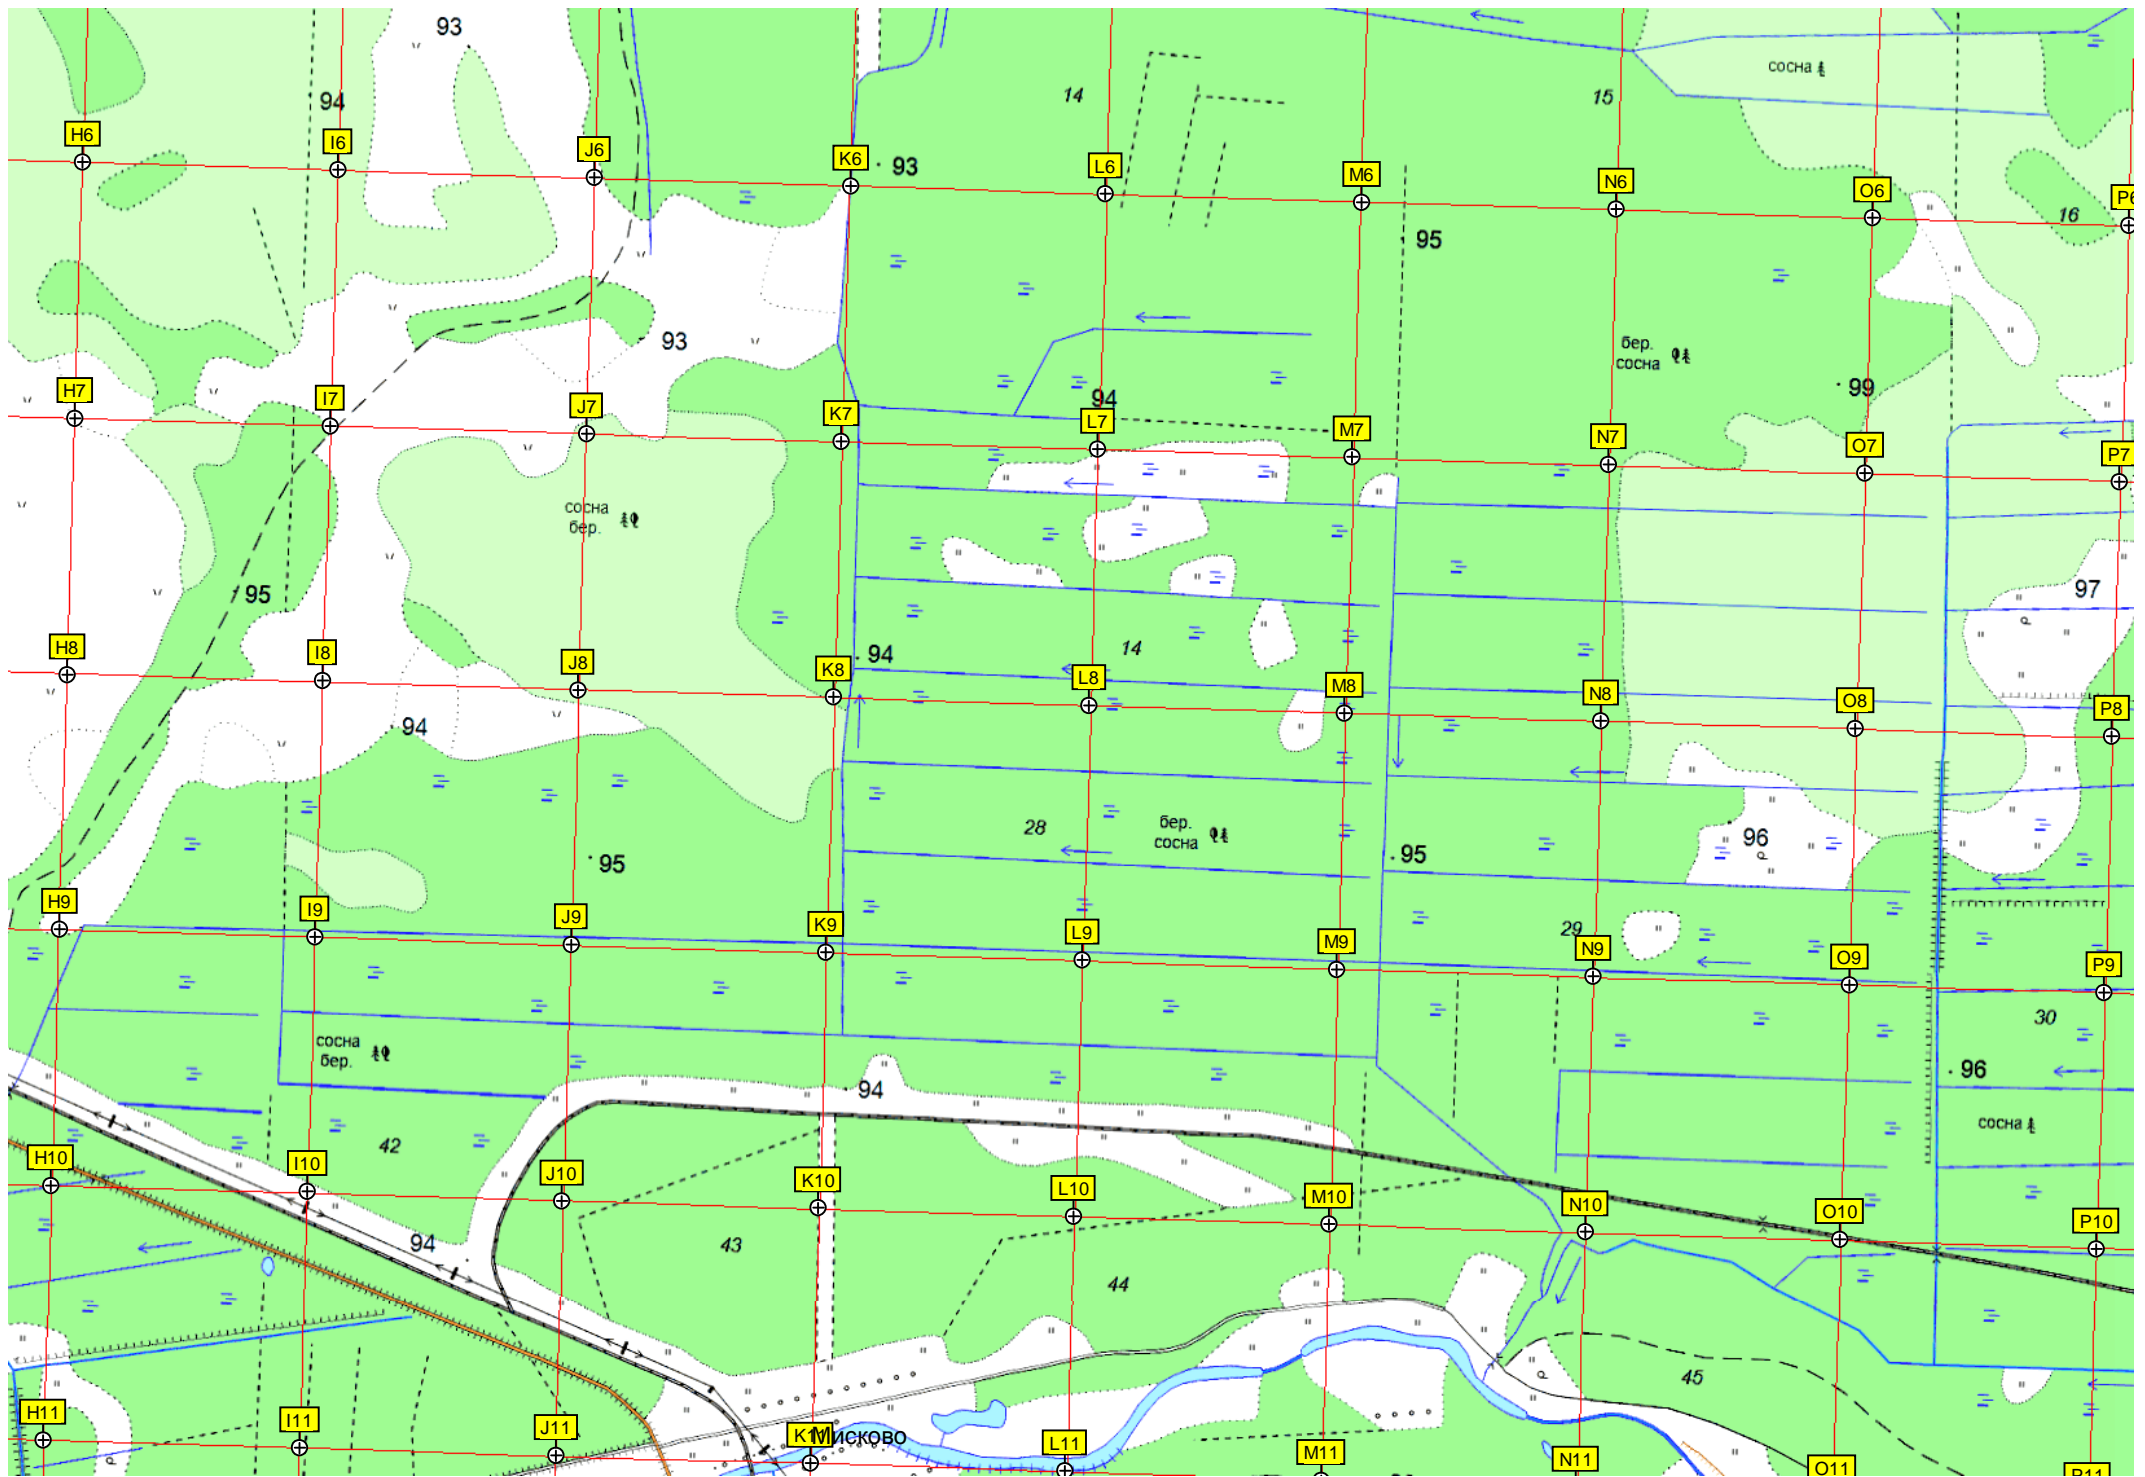 93
14
15
сосна
94
H6
I6
J6
K6
93
L6
M6
N6
O6
P6
16
95
93
бер.
сосна
99
94
H7
I7
J7
K7
L7
M7
N7
O7
P7
сосна
бер.
95
97
94
14
H8
I8
J8
K8
L8
M8
N8
O8
P8
94
28
бер.
сосна
96
95
95
29
H9
I9
J9
K9
L9
M9
N9
O9
P9
30
сосна
бер.
94
96
сосна
42
H10
I10
J10
K10
L10
M10
N10
O10
P10
94
43
44
45
H11
I11
J11
K11
Мисково
L11
M11
N11
O11
P11